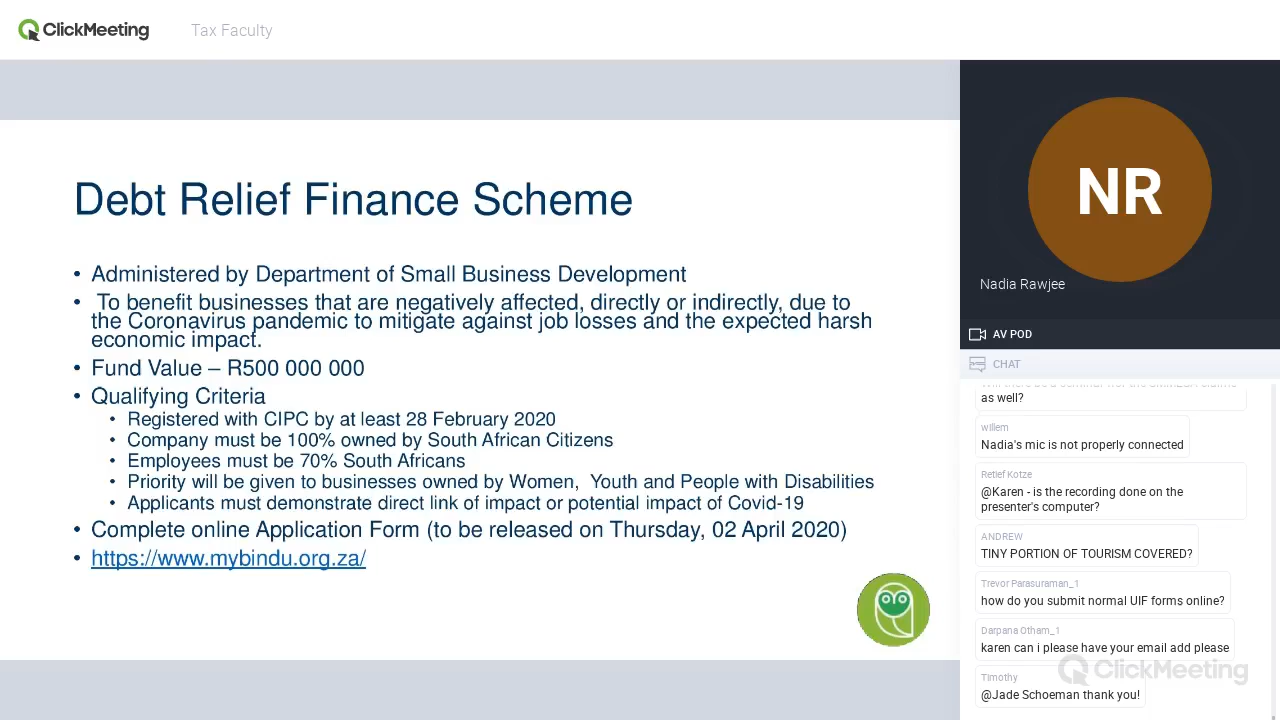 ClickMeeting
Tax Faculty
Debt Relief Finance Scheme
• Administered by Department of Small Business Development
• To benefit businesses that are negatively affected, directly or indirectly, due to
the Coronavirus pandemic to mitigate against job losses and the expected harsh
economic impact.
• Fund Value – R500 000 000
• Qualifying Criteria
• Registered with CIPC by at least 28 February 2020
• Company must be 100% owned by South African Citizens
• Employees must be 70% South Africans
• Priority will be given to businesses owned by Women, Youth and People with Disabilities
• Applicants must demonstrate direct link of impact or potential impact of Covid-19
• Complete online Application Form (to be released on Thursday, 02 April 2020)
• https://www.mybindu.org.za/
NR
Nadia Rawjee
AV POD
CHAT
as well?
willem
Nadia's mic is not properly connected
Retief Kotze
@Karen - is the recording done on the
presenter's computer?
ANDREW
TINY PORTION OF TOURISM COVERED?
Trevor Parasuraman_1
how do you submit normal UIF forms online?
Darpana Otham_1
karen can i please have your email add please
Timothy
@Jade Schoeman thank you!
ClickMeeting